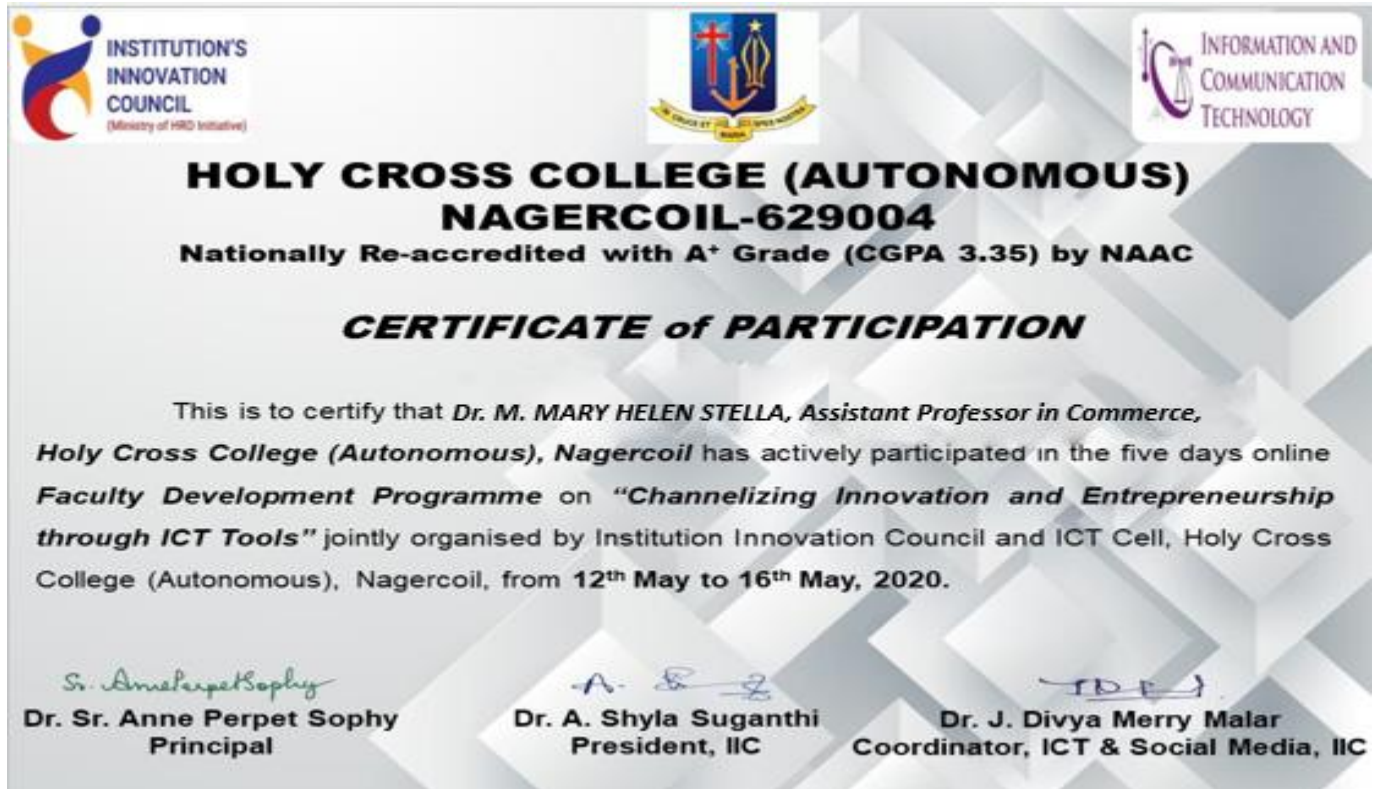 INSTITUTION'S
INNOVATION
COUNCIL
(Ministry of HRD Initiative)
INFORMATION AND
COMMUNICATION
TECHNOLOGY
HOLY CROSS COLLEGE (AUTONOMOUS)
NAGERCOIL-629004
Nationally Re-accredited with A⁺ Grade (CGPA 3.35) by NAAC
CERTIFICATE of PARTICIPATION
This is to certify that Dr. M. MARY HELEN STELLA, Assistant Professor in Commerce,
Holy Cross College (Autonomous), Nagercoil has actively participated in the five days online
Faculty Development Programme on “Channelizing Innovation and Entrepreneurship
through ICT Tools” jointly organised by Institution Innovation Council and ICT Cell, Holy Cross
College (Autonomous), Nagercoil, from 12ᵗʰ May to 16ᵗʰ May, 2020.
Sr. AnnePerpetSophy
Dr. Sr. Anne Perpet Sophy
Principal
Dr. A. Shyla Suganthi
President, IIC
Dr. J. Divya Merry Malar
Coordinator, ICT & Social Media, IIC